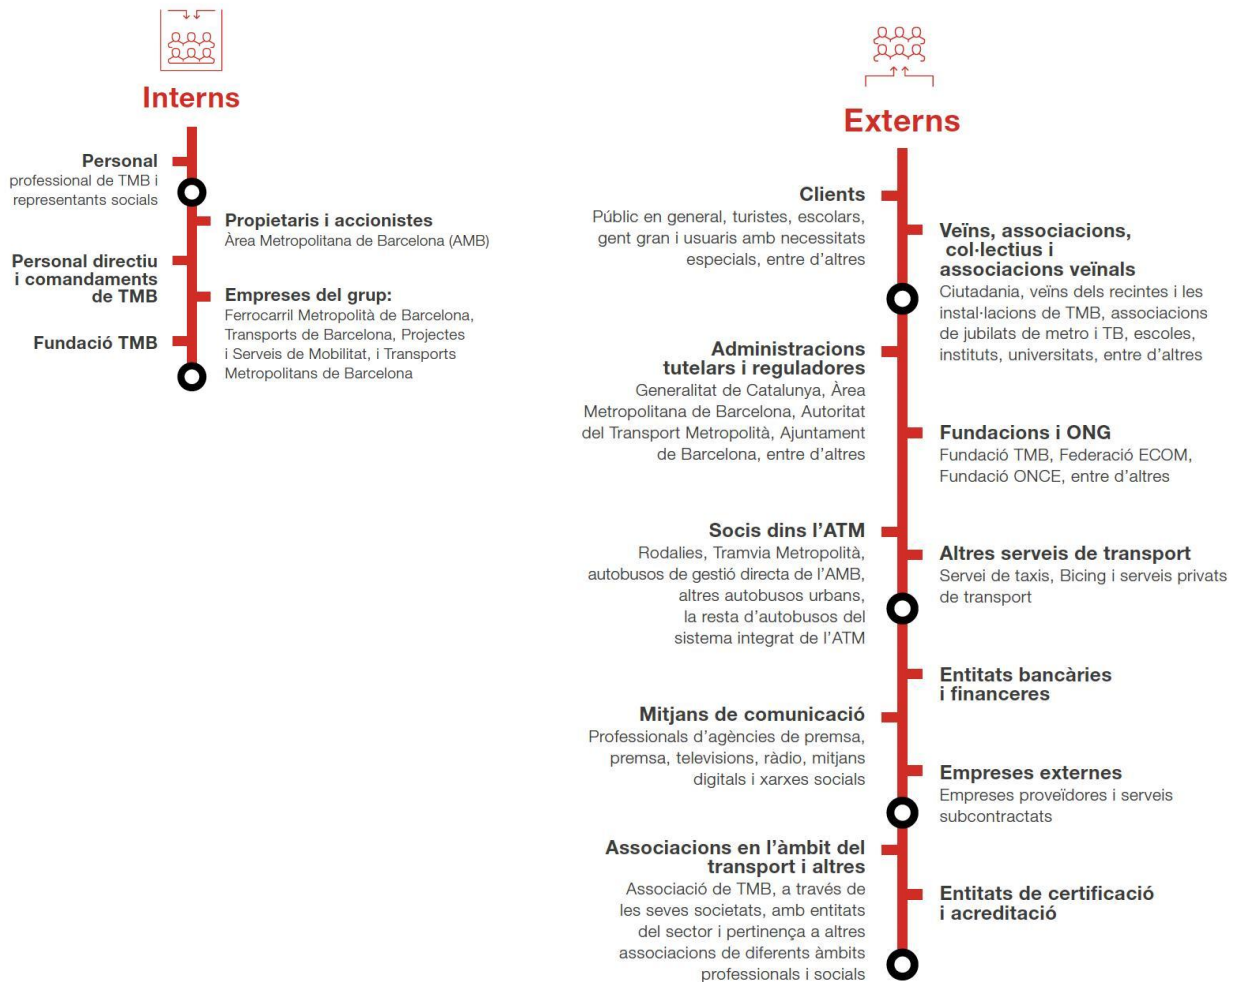 Interns
Personal
professional de TMB i
representants socials
Propietaris i accionistes
Àrea Metropolitana de Barcelona (AMB)
Personal directiu
i comandaments
de TMB
Empreses del grup:
Ferrocarril Metropolità de Barcelona,
Transports de Barcelona, Projectes
i Serveis de Mobilitat, i Transports
Metropolitans de Barcelona
Fundació TMB
Externs
Clients
Públic en general, turistes, escolars,
gent gran i usuaris amb necessitats
especials, entre d’altres
Veïns, associacions,
col·lectius i
associacions veïnals
Ciutadania, veïns dels recintes i les
instal·lacions de TMB, associacions
de jubilats de metro i TB, escoles,
instituts, universitats, entre d’altres
Administracions
tutelars i reguladores
Generalitat de Catalunya, Àrea
Metropolitana de Barcelona, Autoritat
del Transport Metropolità, Ajuntament
de Barcelona, entre d’altres
Fundacions i ONG
Fundació TMB, Federació ECOM,
Fundació ONCE, entre d’altres
Socis dins l’ATM
Rodalies, Tramvia Metropolità,
autobusos de gestió directa de l’AMB,
altres autobusos urbans,
la resta d’autobusos del
sistema integrat de l’ATM
Altres serveis de transport
Servei de taxis, Bicing i serveis privats
de transport
Entitats bancàries
i financeres
Mitjans de comunicació
Professionals d’agències de premsa,
premsa, televisions, ràdio, mitjans
digitals i xarxes socials
Empreses externes
Empreses proveïdores i serveis
subcontractats
Associacions en l’àmbit del
transport i altres
Associació de TMB, a través de
les seves societats, amb entitats
del sector i pertinença a altres
associacions de diferents àmbits
professionals i socials
Entitats de certificació
i acreditació